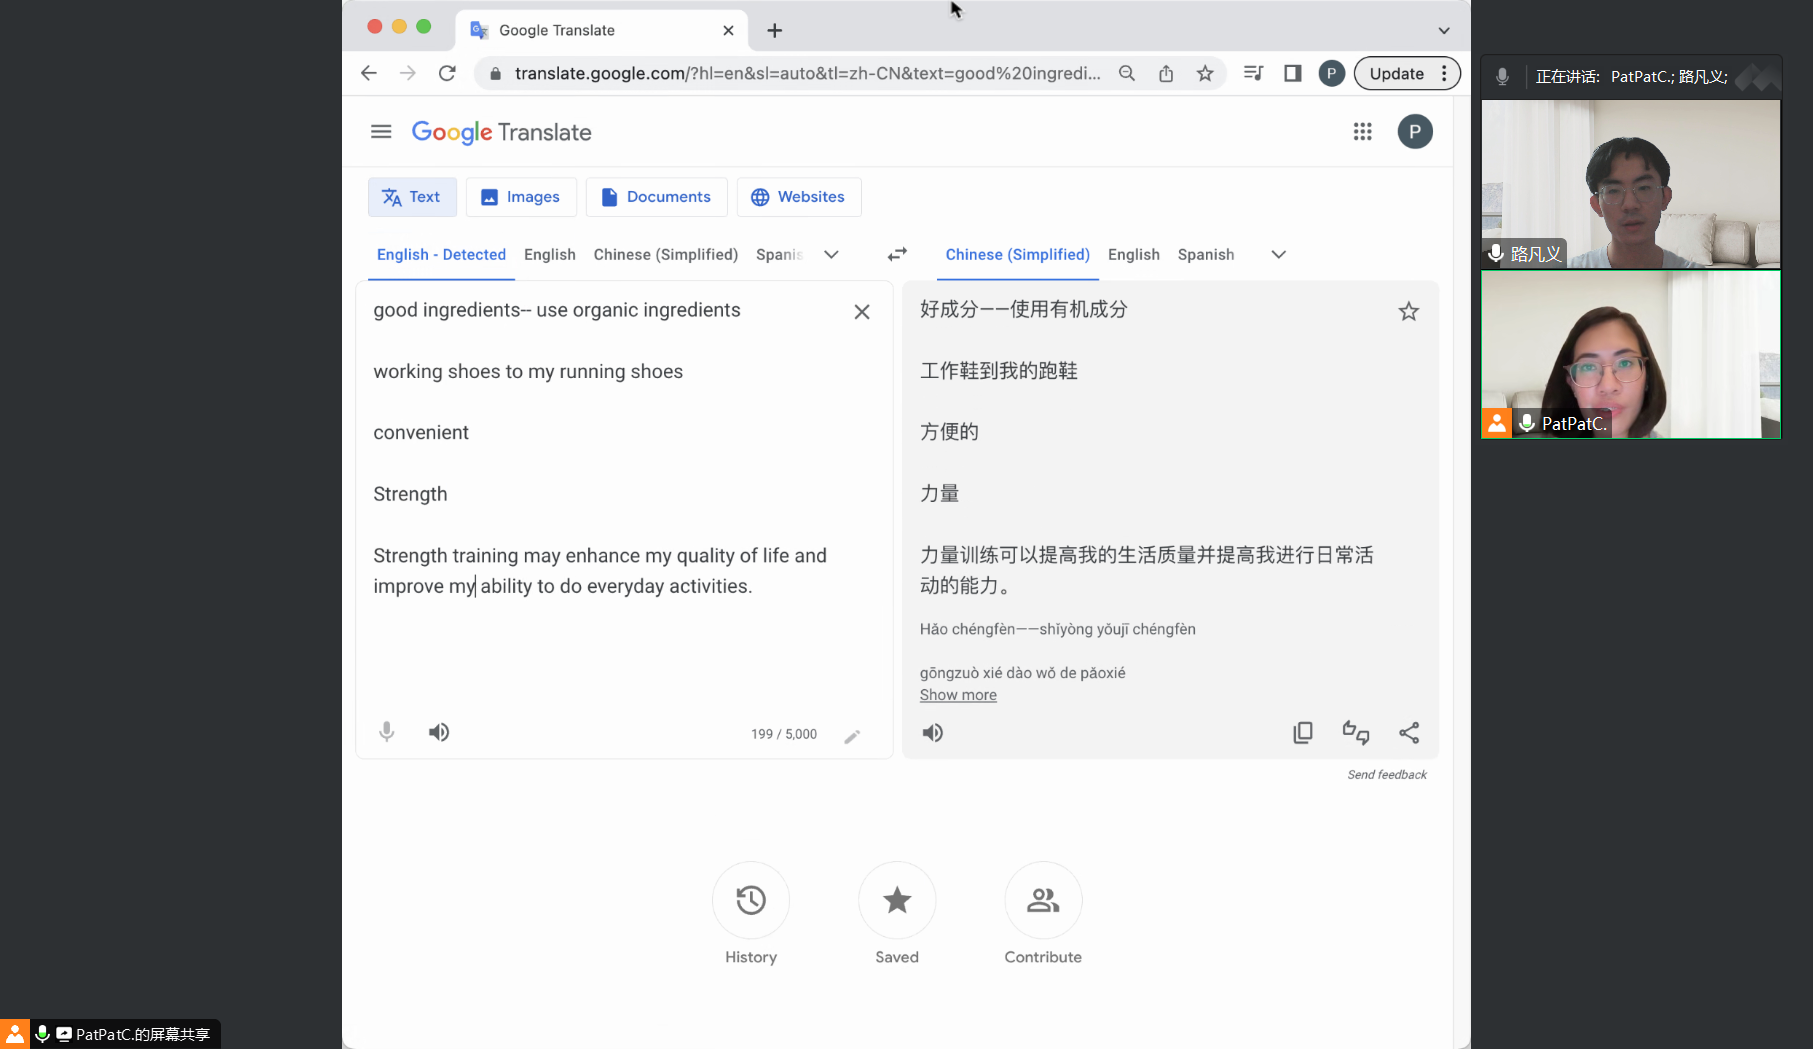 Google Translate
translate.google.com/?hl=en&sl=auto&tl=zh-CN&text=good%20ingredi...
P
Update
Google Translate
P
Text
Images
Documents
Websites
English - Detected
English
Chinese (Simplified)
Spanis
Chinese (Simplified)
English
Spanish
good ingredients-- use organic ingredients
working shoes to my running shoes
convenient
Strength
Strength training may enhance my quality of life and
improve my ability to do everyday activities.
199 / 5,000
好成分——使用有机成分
工作鞋到我的跑鞋
方便的
力量
力量训练可以提高我的生活质量并提高我进行日常活
动的能力。
Hǎo chéngfèn——shǐyòng yǒujī chéngfèn
gōngzuò xié dào wǒ de pǎoxié
Show more
Send feedback
History
Saved
Contribute
正在讲话: PatPatC.; 路凡义;
路凡义
PatPatC.
PatPatC.的屏幕共享